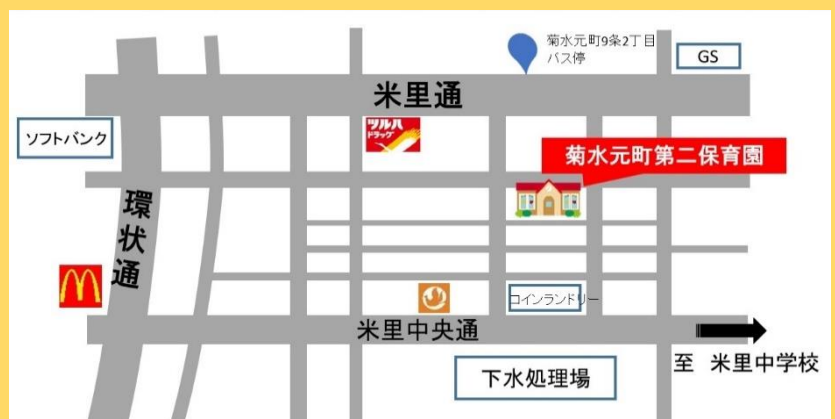 菊水元町9条2丁目
バス停
GS
米里通
ソフトバンク
ツルハ
ドラッグ
菊水元町第二保育園
環状通
M
コインランドリー
米里中央通
至 米里中学校
下水処理場